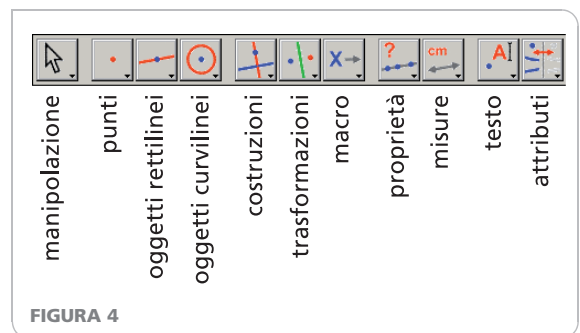 ?
cm
A
X
manipolazione
punti
oggetti rettilinei
oggetti curvilinei
costruzioni
trasformazioni
macro
proprietà
misure
testo
attributi
FIGURA 4